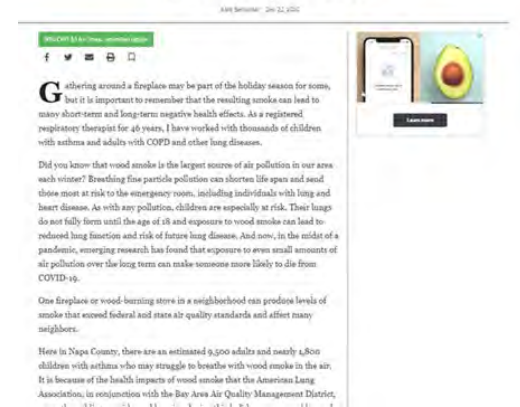 Dec 22, 2020
Gathering around a fireplace may be part of the holiday season for some,
but it is important to remember that the resulting smoke can lead to
many short-term and long-term negative health effects. As a registered
respiratory therapist for 46 years, I have worked with thousands of children
with asthma and adults with COPD and other lung diseases.
Did you know that wood smoke is the largest source of air pollution in our area
each winter? Breathing fine particle pollution can shorten life span and send
those most at risk to the emergency room, including individuals with lung and
heart disease. As with any pollution, children are especially at risk. Their lungs
do not fully form until the age of 18 and exposure to wood smoke can lead to
reduced lung function and risk of future lung disease. And now, in the midst of a
pandemic, emerging research has found that exposure to even small amounts of
air pollution over the long term can make someone more likely to die from
COVID-19.
One fireplace or wood-burning stove in a neighborhood can produce levels of
smoke that exceed federal and state air quality standards and affect many
neighbors.
Here in Napa County, there are an estimated 9,500 adults and nearly 4,800
children with asthma who may struggle to breathe with wood smoke in the air.
It is because of the health impacts of wood smoke that the American Lung
Association, in conjunction with the Bay Area Air Quality Management District,
Learn more